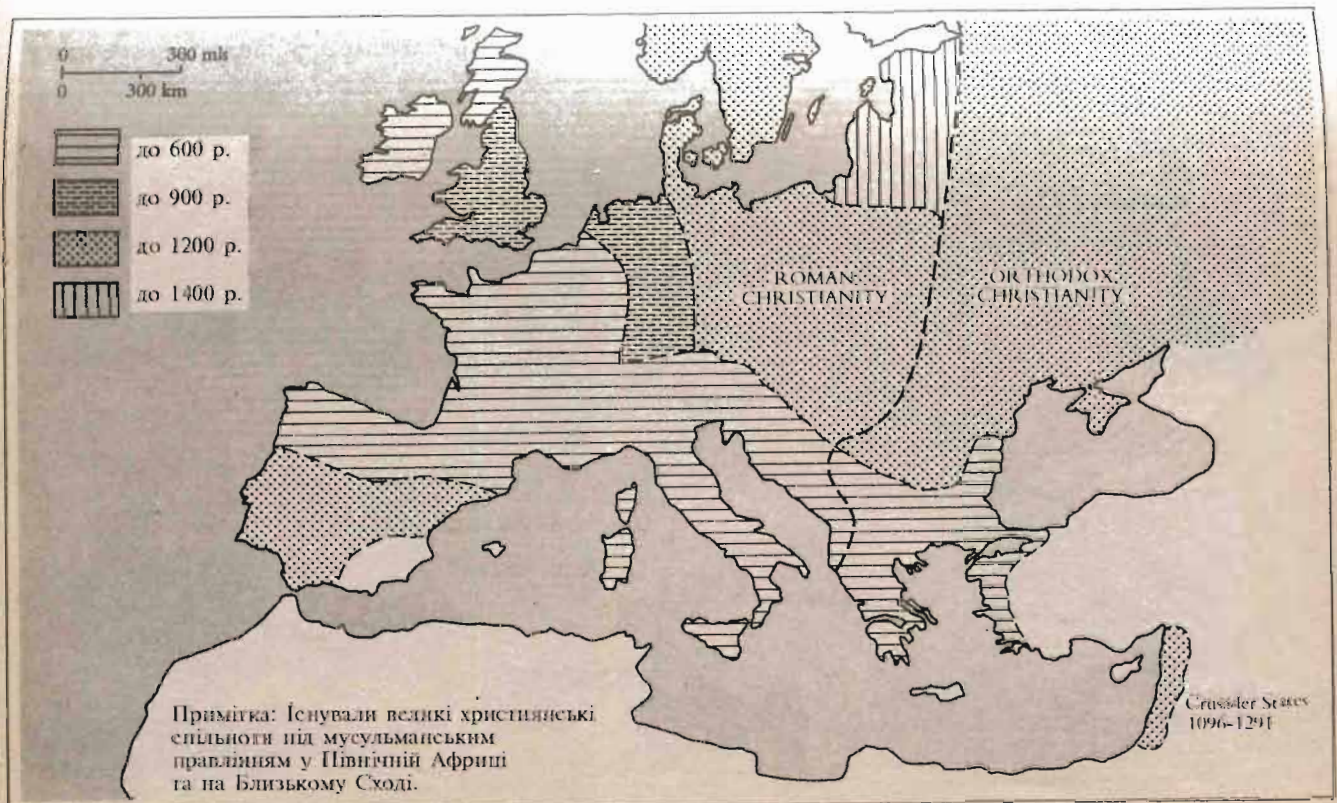 0 300 mls
0 300 km
до 600 р.
до 900 р.
до 1200 р.
до 1400 р.
ROMAN
CHRISTIANITY
ORTHODOX
CHRISTIANITY
Crusader States
1096-1291
Примітка: Існували великі християнські
спільноти під мусульманським
правлінням у Північній Африці
та на Близькому Сході.